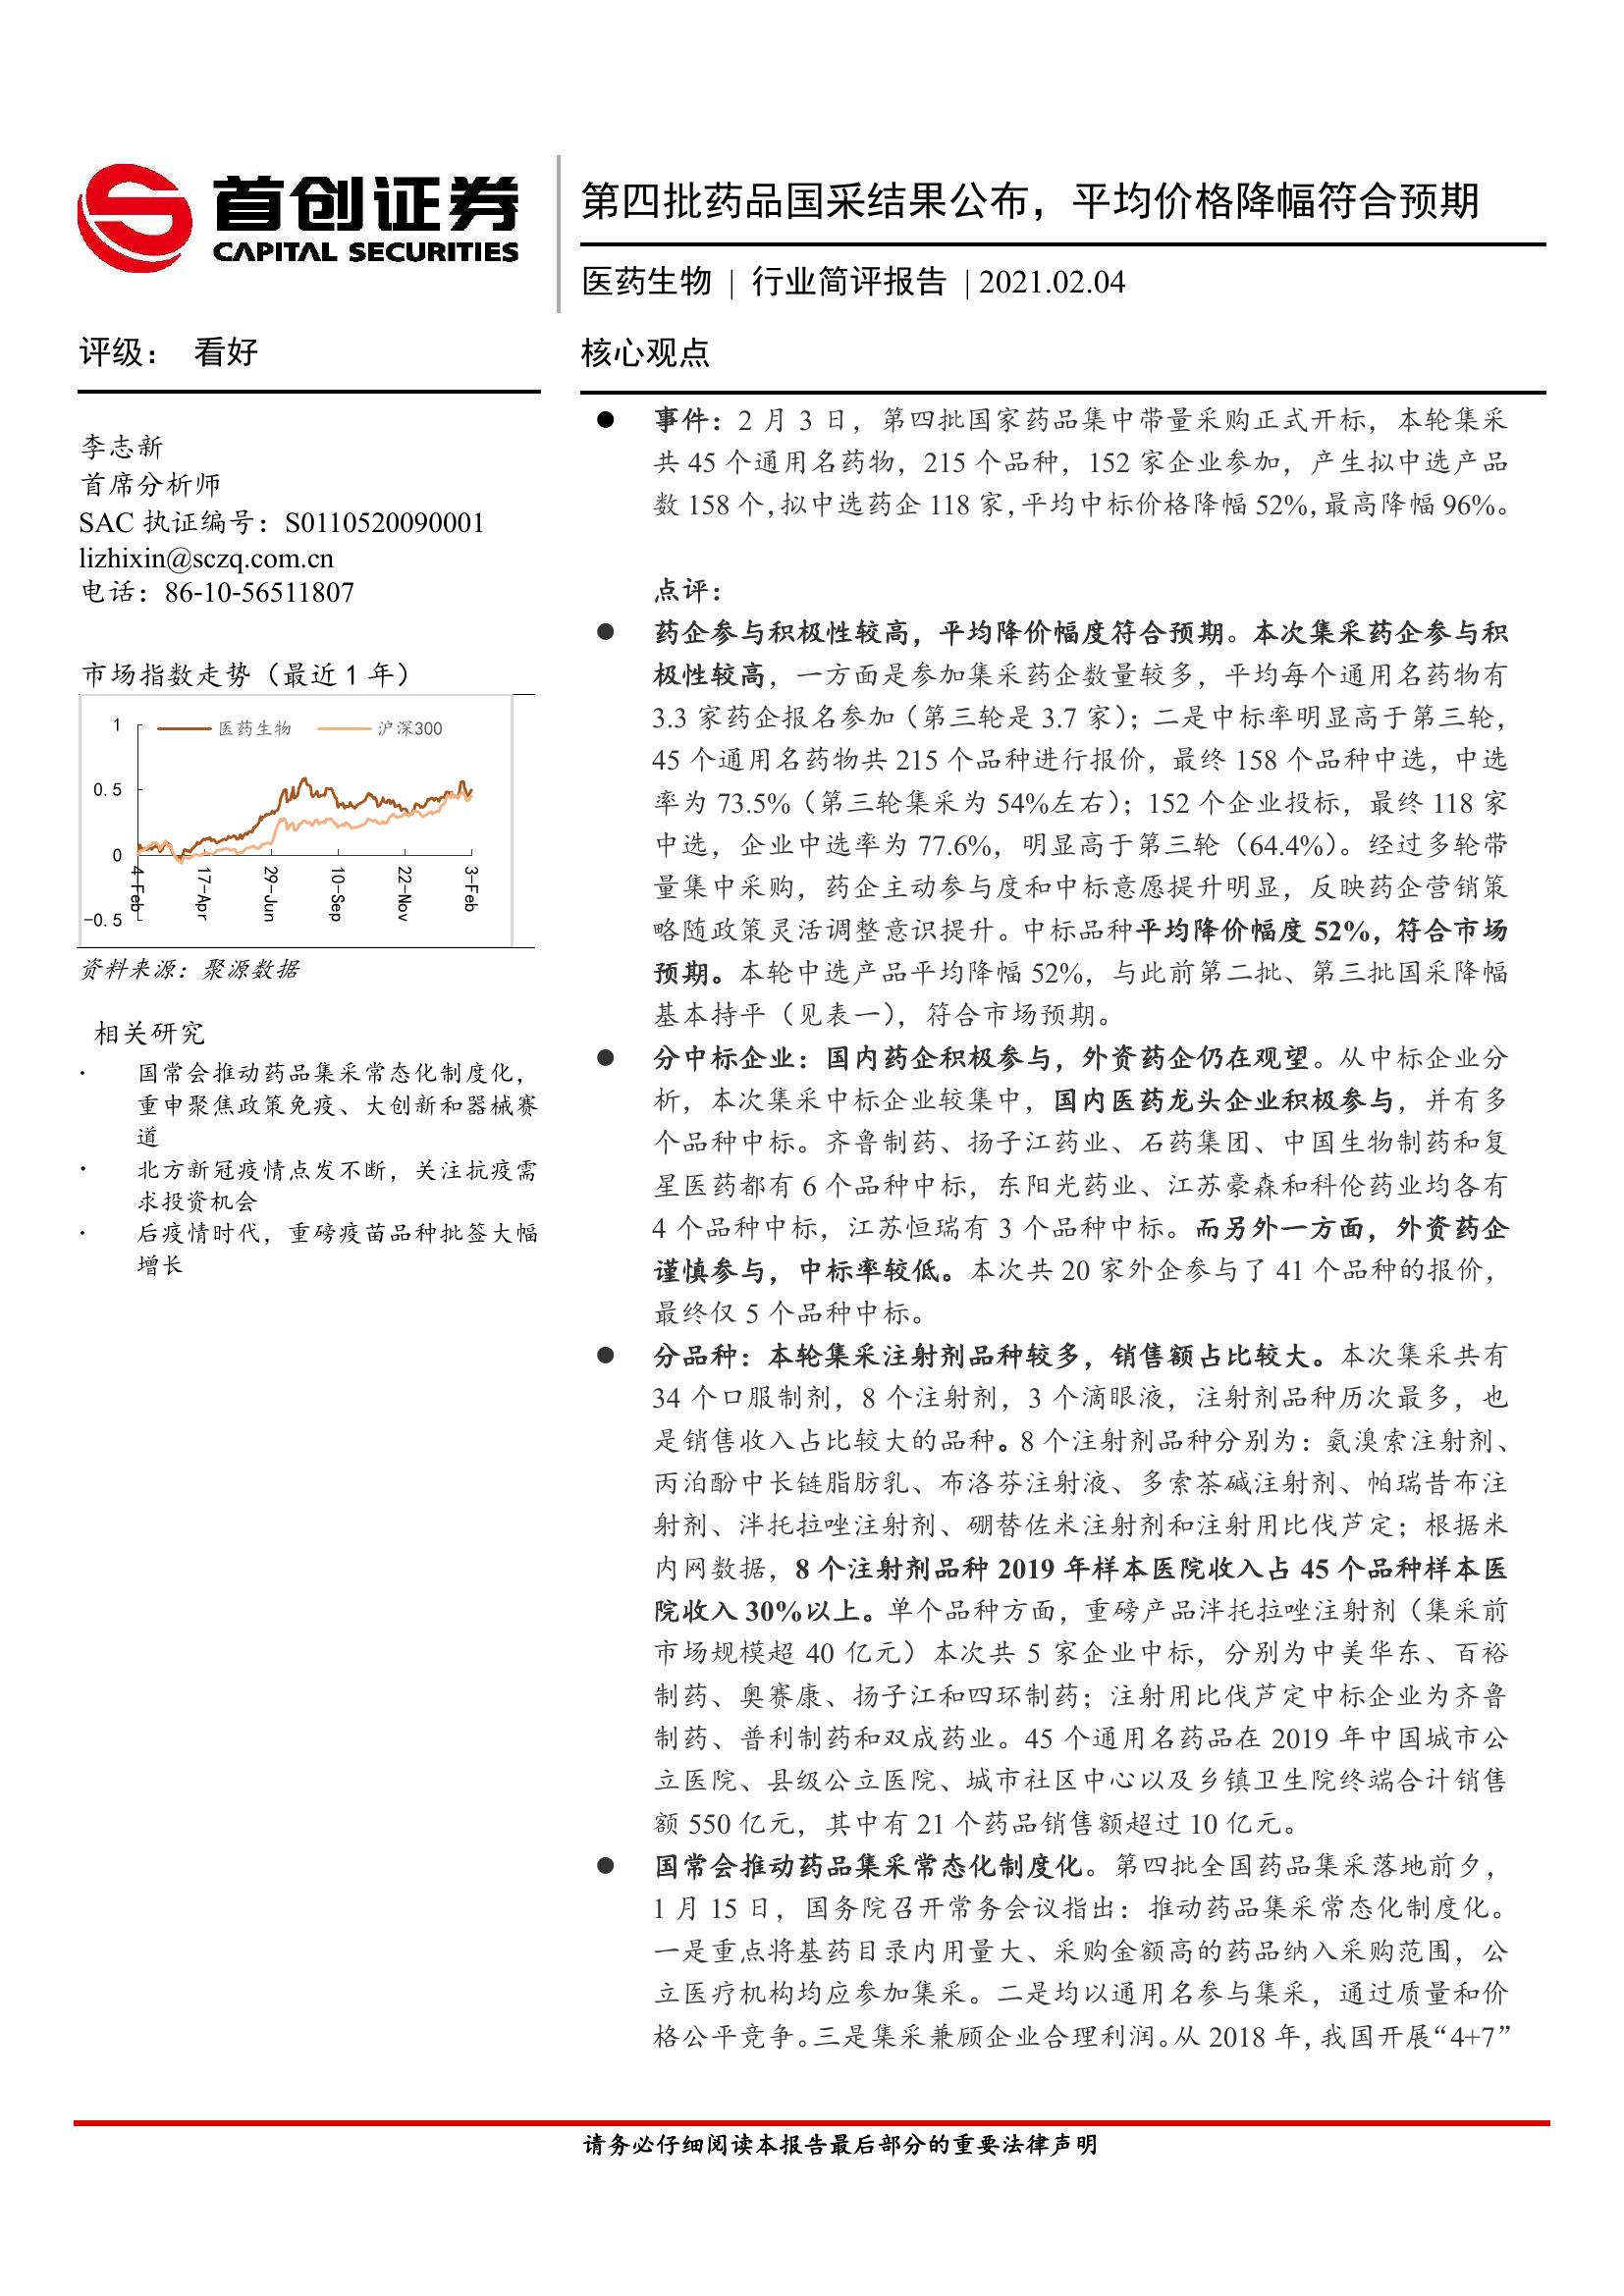 首创证券
CAPITAL SECURITIES
第四批药品国采结果公布，平均价格降幅符合预期
医药生物 | 行业简评报告 | 2021.02.04
评级： 看好
李志新
首席分析师
SAC 执证编号：S0110520090001
lizhixin@sczq.com.cn
电话：86-10-56511807
市场指数走势（最近 1 年）
医药生物 沪深300
1
0.5
0
-0.5
4-Feb 17-Apr 29-Jun 10-Sep 22-Nov 3-Feb
资料来源：聚源数据
相关研究
· 国常会推动药品集采常态化制度化，
重申聚焦政策免疫、大创新和器械赛
道
· 北方新冠疫情点发不断，关注抗疫需
求投资机会
· 后疫情时代，重磅疫苗品种批签大幅
增长
核心观点
● 事件：2 月 3 日，第四批国家药品集中带量采购正式开标，本轮集采
共 45 个通用名药物，215 个品种，152 家企业参加，产生拟中选产品
数 158 个，拟中选药企 118 家，平均中标价格降幅 52%，最高降幅 96%。
点评：
● 药企参与积极性较高，平均降价幅度符合预期。本次集采药企参与积
极性较高，一方面是参加集采药企数量较多，平均每个通用名药物有
3.3 家药企报名参加（第三轮是 3.7 家）；二是中标率明显高于第三轮，
45 个通用名药物共 215 个品种进行报价，最终 158 个品种中选，中选
率为 73.5%（第三轮集采为 54%左右）；152 个企业投标，最终 118 家
中选，企业中选率为 77.6%，明显高于第三轮（64.4%）。经过多轮带
量集中采购，药企主动参与度和中标意愿提升明显，反映药企营销策
略随政策灵活调整意识提升。中标品种平均降价幅度 52%，符合市场
预期。本轮中选产品平均降幅 52%，与此前第二批、第三批国采降幅
基本持平（见表一），符合市场预期。
● 分中标企业：国内药企积极参与，外资药企仍在观望。从中标企业分
析，本次集采中标企业较集中，国内医药龙头企业积极参与，并有多
个品种中标。齐鲁制药、扬子江药业、石药集团、中国生物制药和复
星医药都有 6 个品种中标，东阳光药业、江苏豪森和科伦药业均各有
4 个品种中标，江苏恒瑞有 3 个品种中标。而另外一方面，外资药企
谨慎参与，中标率较低。本次共 20 家外企参与了 41 个品种的报价，
最终仅 5 个品种中标。
● 分品种：本轮集采注射剂品种较多，销售额占比较大。本次集采共有
34 个口服制剂，8 个注射剂，3 个滴眼液，注射剂品种历次最多，也
是销售收入占比较大的品种。8 个注射剂品种分别为：氨溴索注射剂、
丙泊酚中长链脂肪乳、布洛芬注射液、多索茶碱注射剂、帕瑞昔布注
射剂、泮托拉唑注射剂、硼替佐米注射剂和注射用比伐芦定；根据米
内网数据，8 个注射剂品种 2019 年样本医院收入占 45 个品种样本医
院收入 30%以上。单个品种方面，重磅产品泮托拉唑注射剂（集采前
市场规模超 40 亿元）本次共 5 家企业中标，分别为中美华东、百裕
制药、奥赛康、扬子江和四环制药；注射用比伐芦定中标企业为齐鲁
制药、普利制药和双成药业。45 个通用名药品在 2019 年中国城市公
立医院、县级公立医院、城市社区中心以及乡镇卫生院终端合计销售
额 550 亿元，其中有 21 个药品销售额超过 10 亿元。
● 国常会推动药品集采常态化制度化。第四批全国药品集采落地前夕，
1 月 15 日，国务院召开常务会议指出：推动药品集采常态化制度化。
一是重点将基药目录内用量大、采购金额高的药品纳入采购范围，公
立医疗机构均应参加集采。二是均以通用名参与集采，通过质量和价
格公平竞争。三是集采兼顾企业合理利润。从 2018 年，我国开展“4+7”
请务必仔细阅读本报告最后部分的重要法律声明